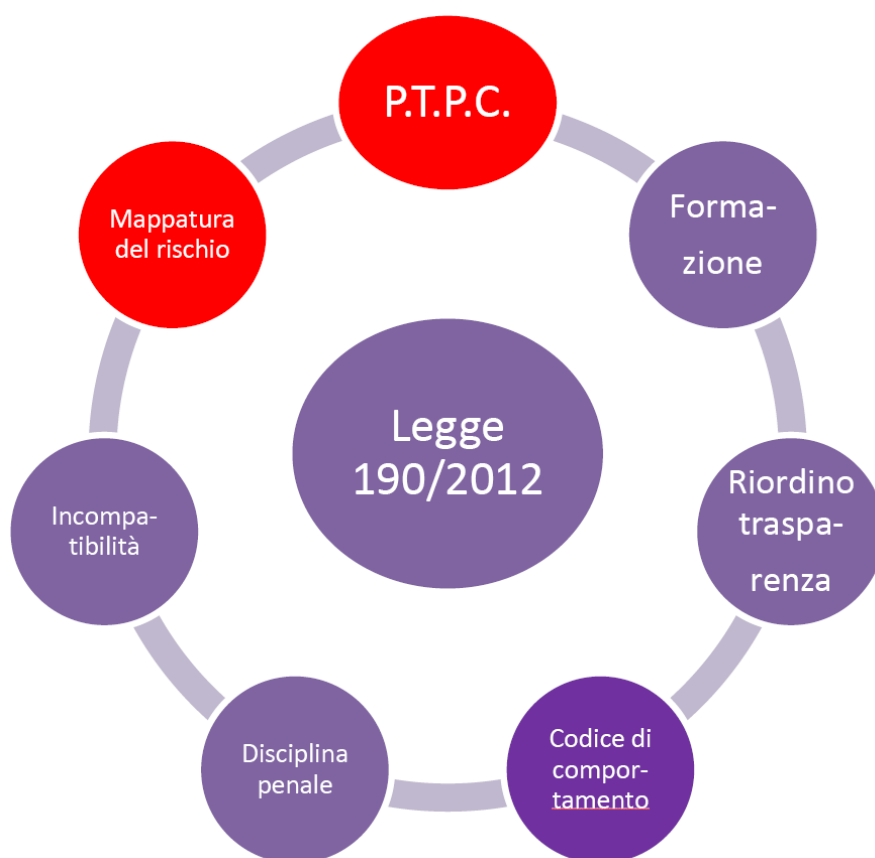 P.T.P.C.
Forma-
zione
Riordino
traspa-
renza
Codice di
compor-
tamento
Disciplina
penale
Incompa-
tibilità
Mappatura
del rischio
Legge
190/2012